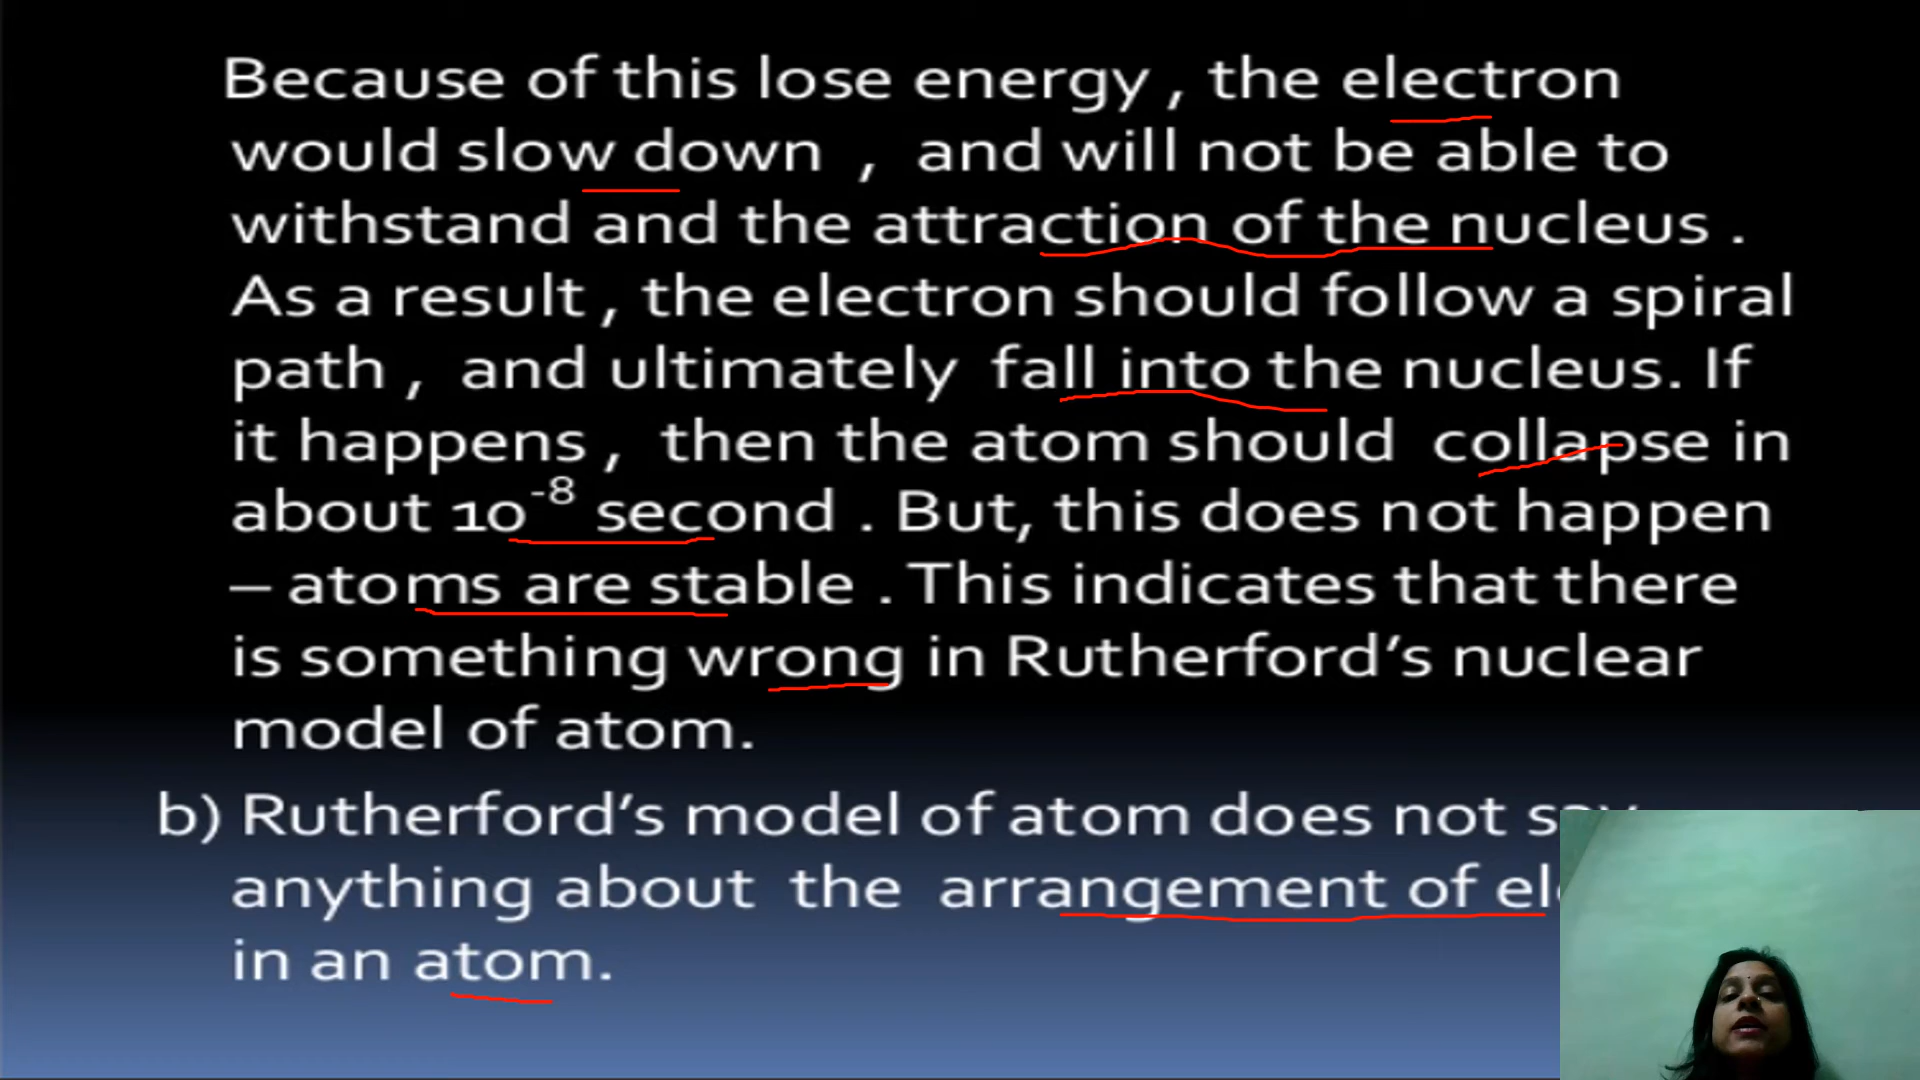 Because of this lose energy , the electron
would slow down , and will not be able to
withstand and the attraction of the nucleus .
As a result , the electron should follow a spiral
path , and ultimately fall into the nucleus. If
it happens , then the atom should collapse in
about 10⁻⁸ second . But, this does not happen
– atoms are stable . This indicates that there
is something wrong in Rutherford’s nuclear
model of atom.
b) Rutherford’s model of atom does not say
anything about the arrangement of
in an atom.